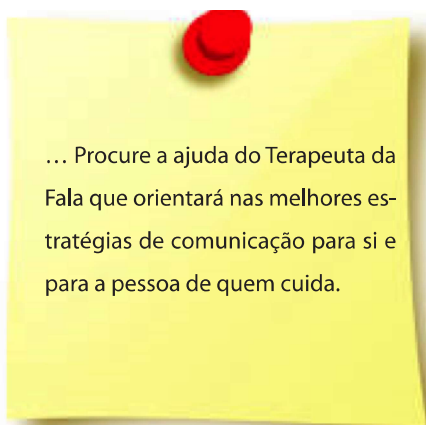 … Procure a ajuda do Terapeuta da
Fala que orientará nas melhores es-
tratégias de comunicação para si e
para a pessoa de quem cuida.